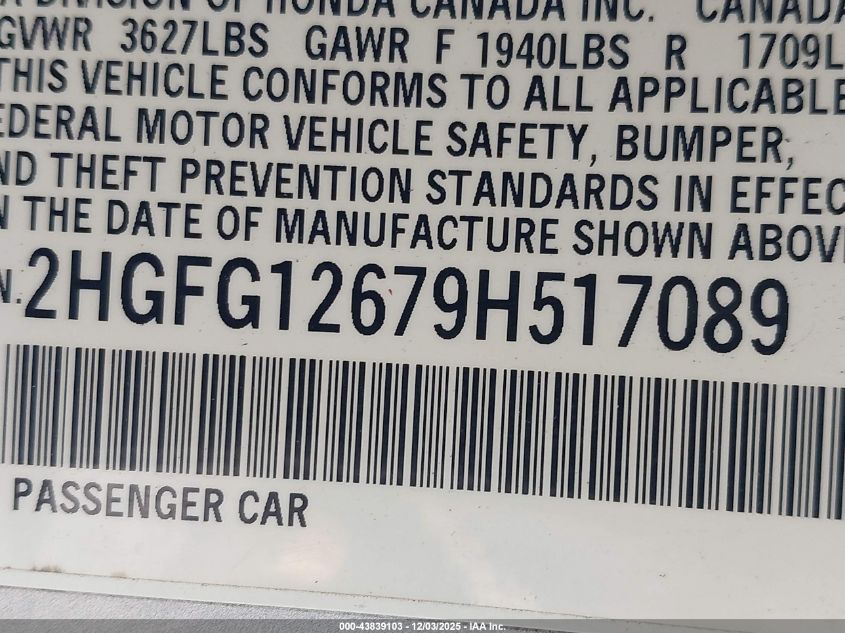 A DIVISION OF HONDA CANADA INC. CANADA
GVWR 3627LBS GAWR F 1940LBS R 1709L
THIS VEHICLE CONFORMS TO ALL APPLICABLE
EDERAL MOTOR VEHICLE SAFETY, BUMPER,
ND THEFT PREVENTION STANDARDS IN EFFEC
N THE DATE OF MANUFACTURE SHOWN ABOVE
N. 2HGFG12679H517089
PASSENGER CAR
000-43839103 - 12/03/2025 - IAA Inc.